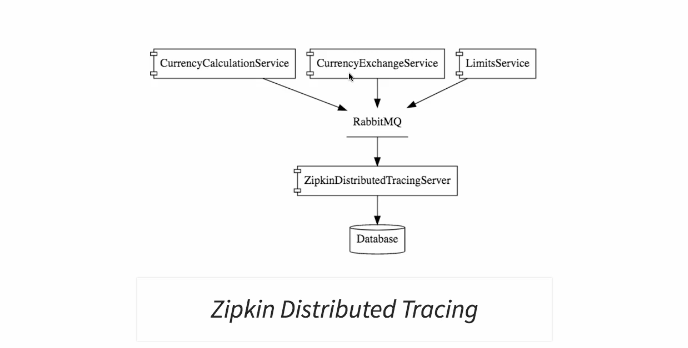 CurrencyCalculationService
CurrencyExchangeService
LimitsService
RabbitMQ
ZipkinDistributedTracingServer
Database
Zipkin Distributed Tracing